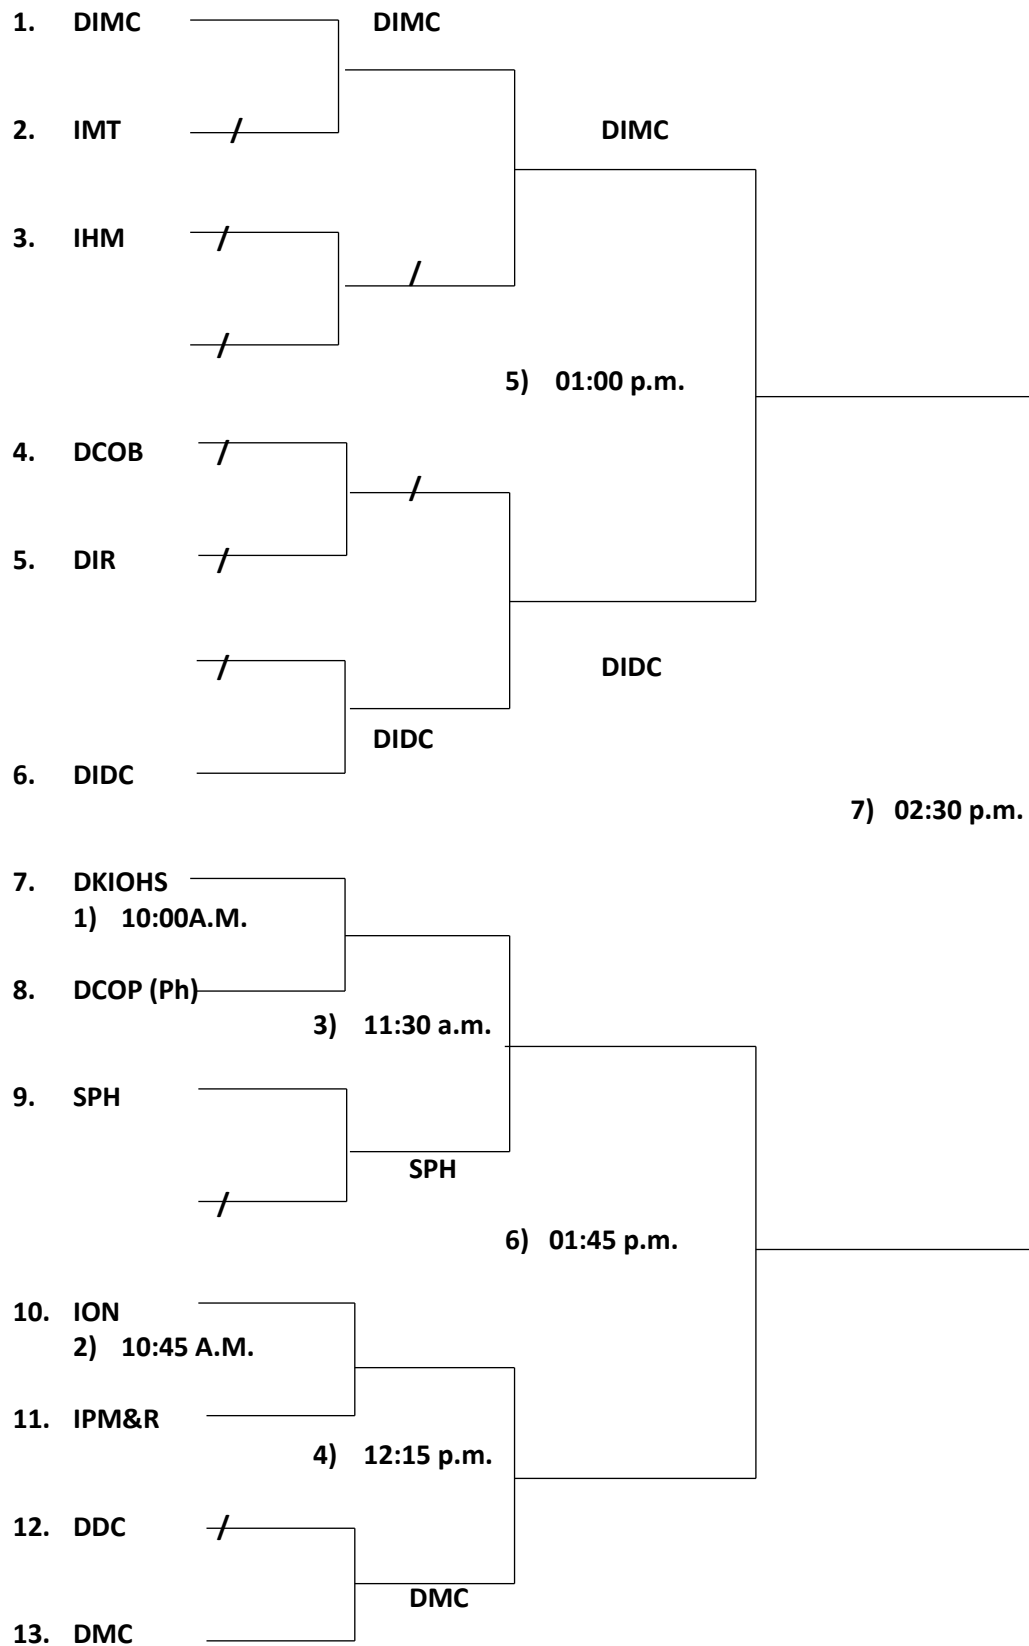 1. DIMC DIMC
2. IMT / DIMC
3. IHM /
/
/
5) 01:00 p.m.
4. DCOB /
/
5. DIR /
/
DIDC
DIDC
6. DIDC
7) 02:30 p.m.
7. DKIOHS
1) 10:00A.M.
8. DCOP (Ph)
3) 11:30 a.m.
9. SPH
SPH
/
6) 01:45 p.m.
10. ION
2) 10:45 A.M.
11. IPM&R
4) 12:15 p.m.
12. DDC /
DMC
13. DMC